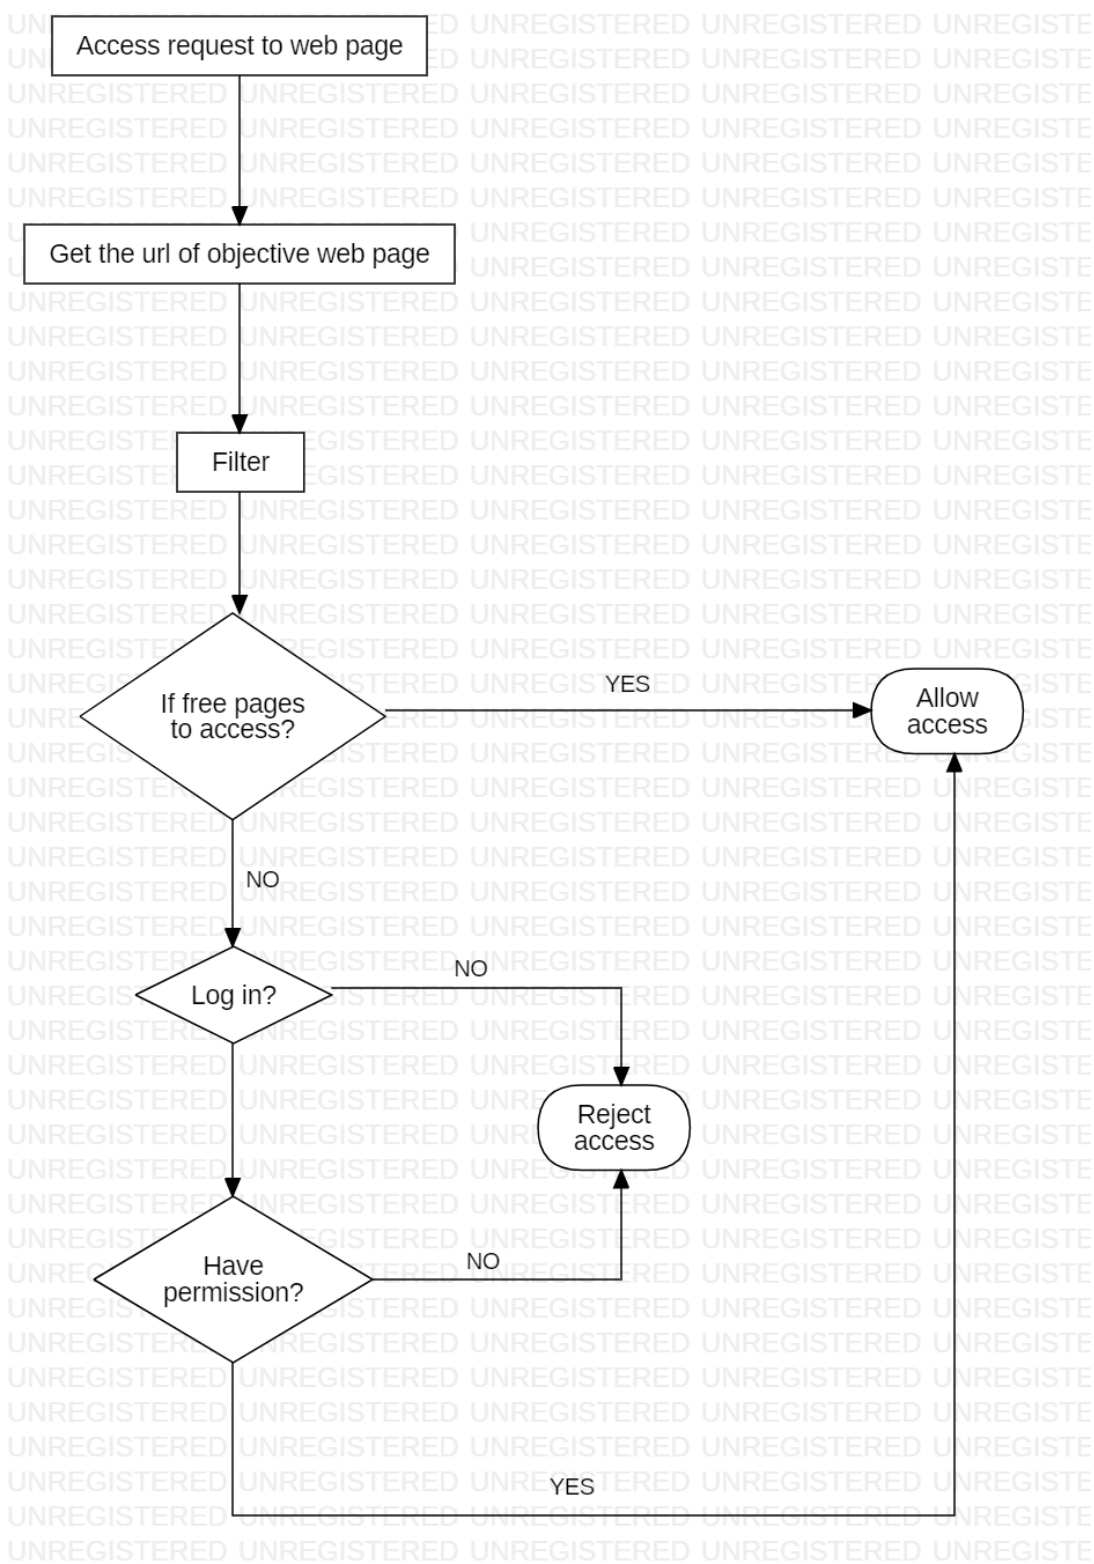 Access request to web page
Get the url of objective web page
Filter
If free pages
to access?
YES
Allow
access
NO
Log in?
NO
Reject
access
Have
permission?
NO
YES
UNREGISTERED